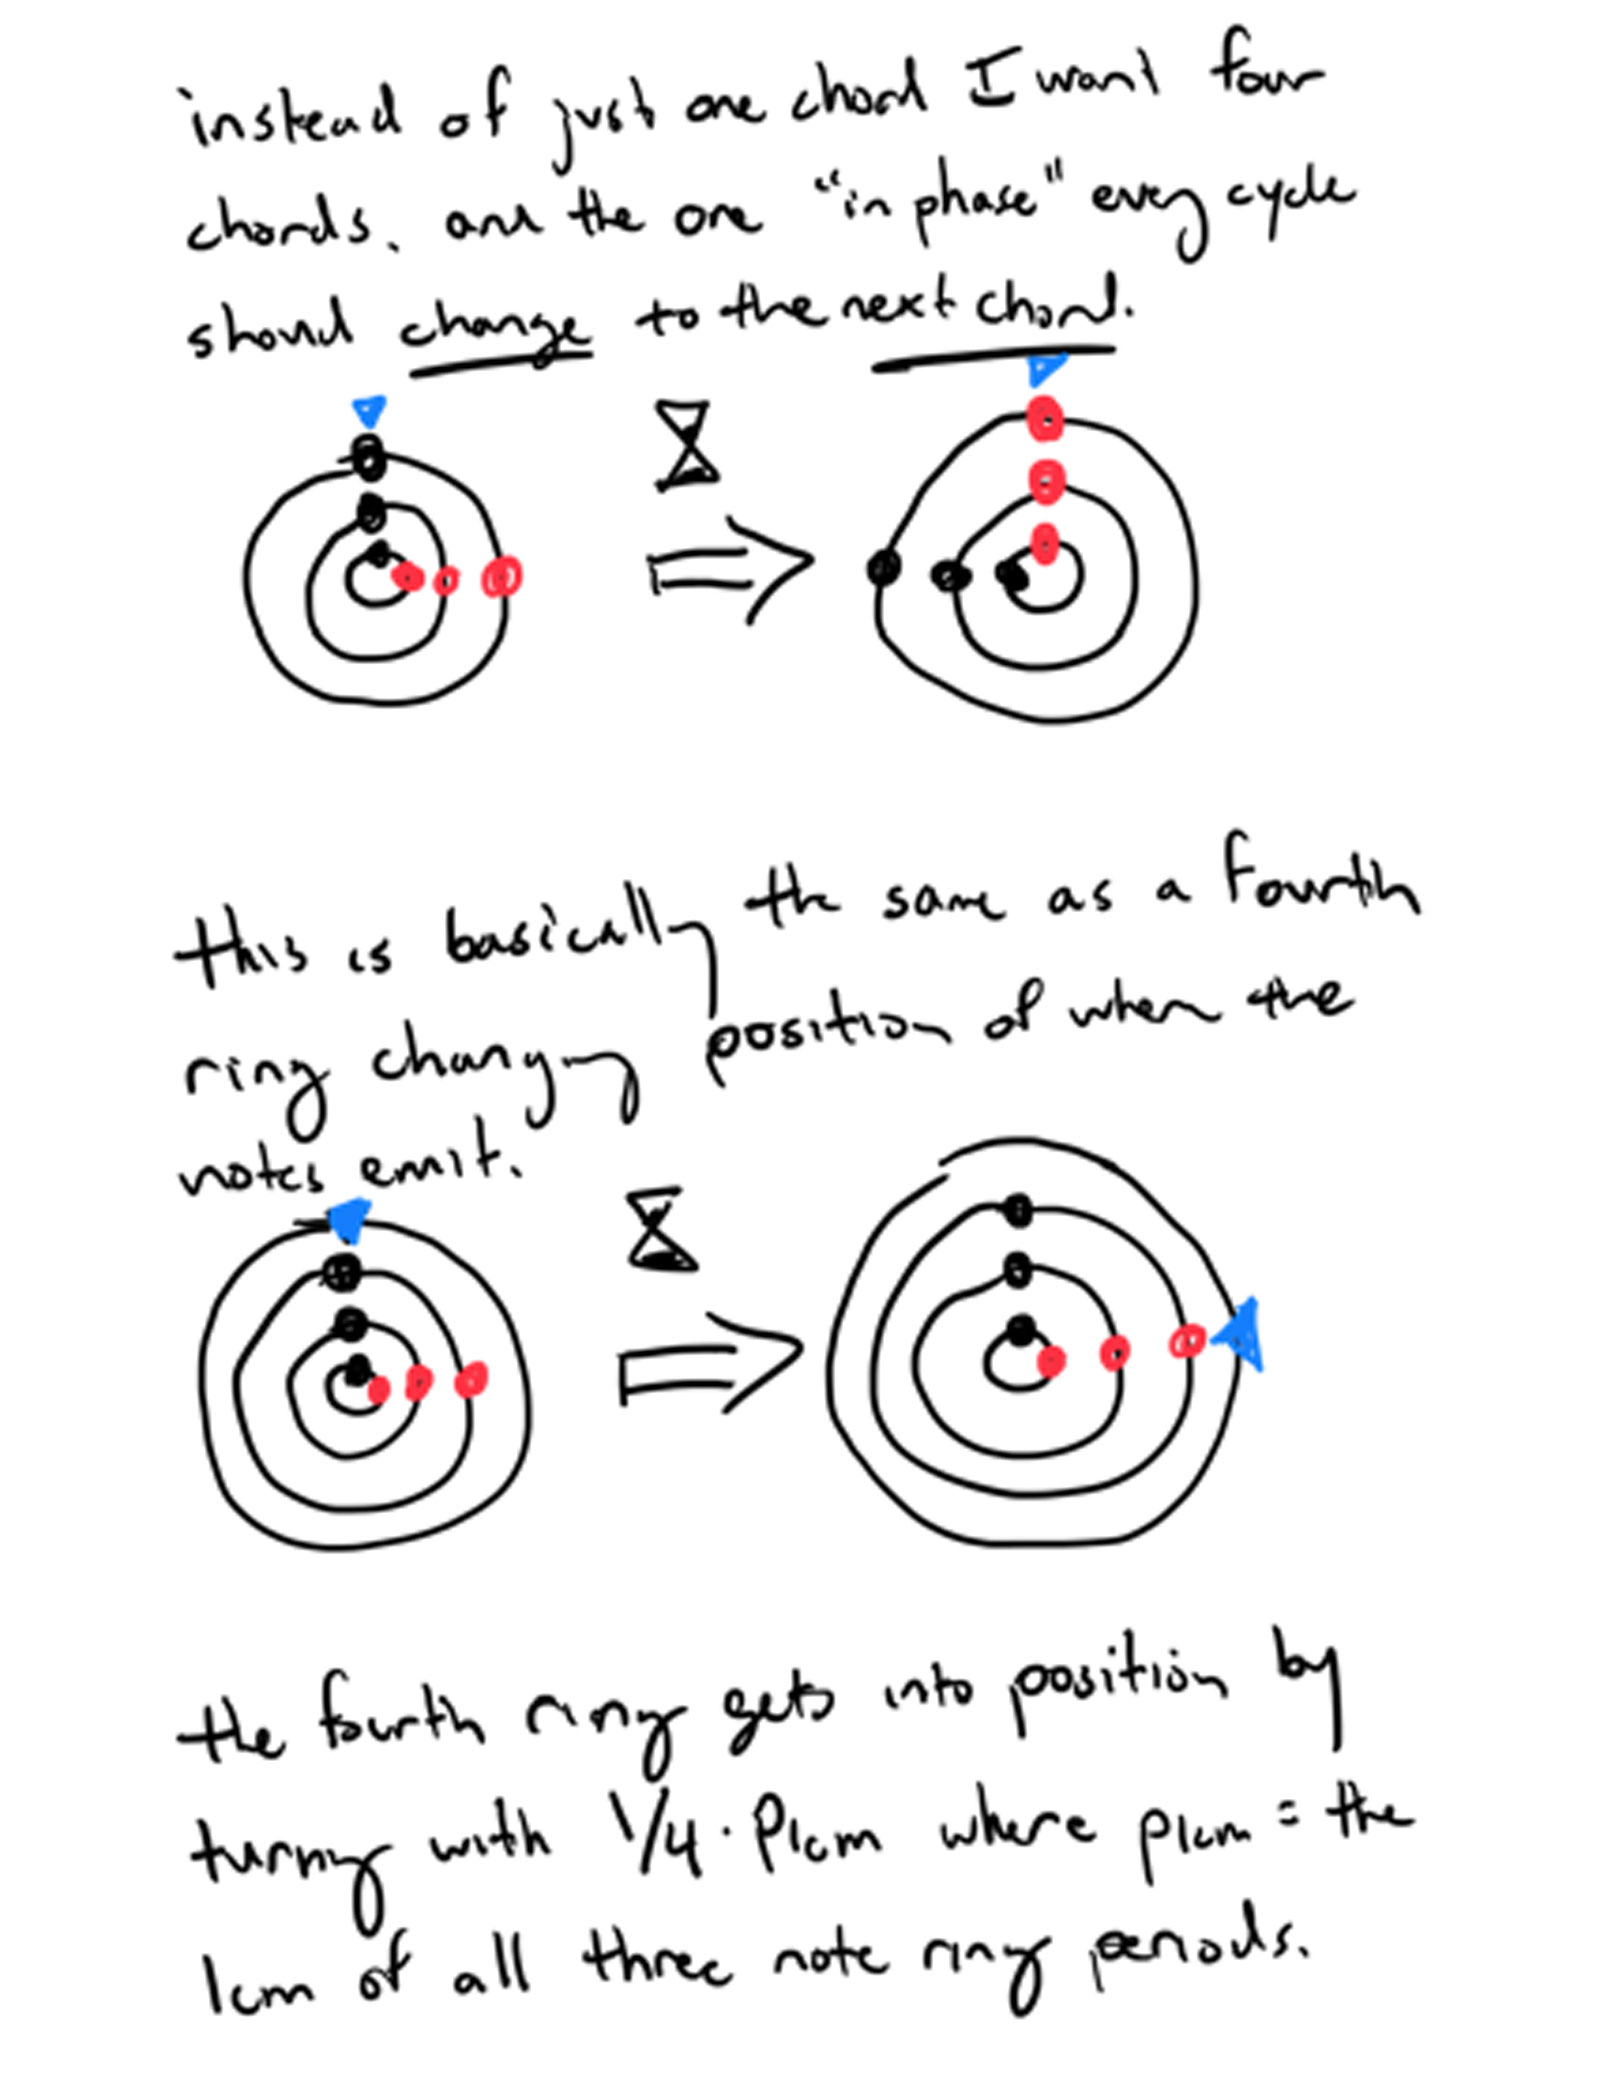 instead of just one chord I want four
chords. and the one "in phase" every cycle
should change to the next chord.
this is basically the same as a fourth
ring changing position of when the
notes emit.
the fourth ring gets into position by
turning with 1/4 · Plcm where plcm = the
lcm of all three note ring periods.